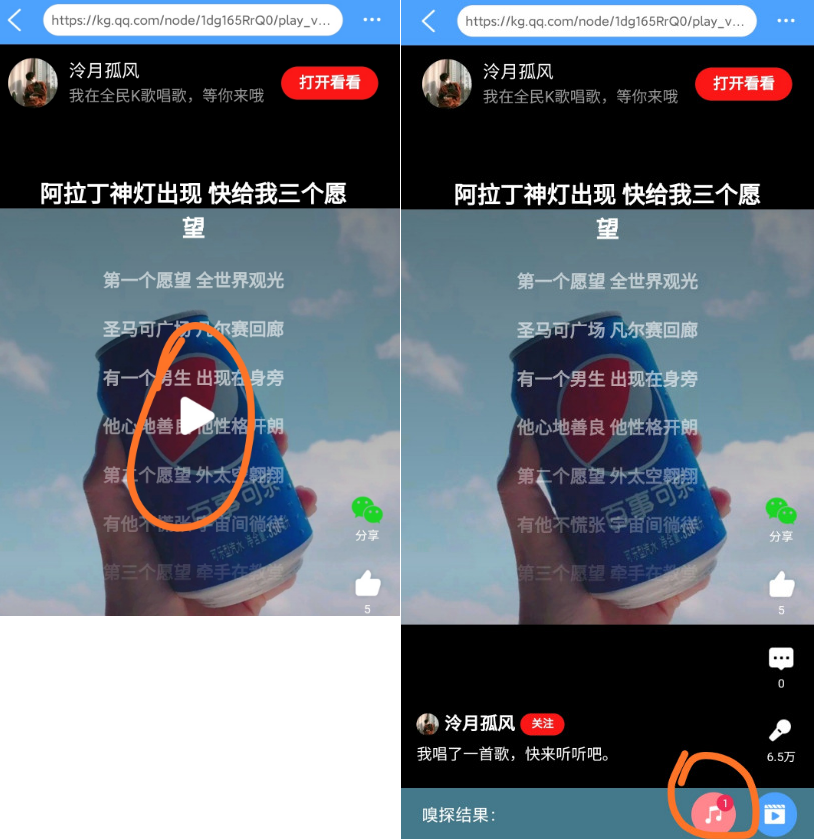 https://kg.qq.com/node/1dg165RrQ0/play_v...
泠月孤风
我在全民K歌唱歌，等你来哦
打开看看
阿拉丁神灯出现 快给我三个愿
望
第一个愿望 全世界观光
圣马可广场 凡尔赛回廊
有一个男生 出现在身旁
他心地善良 他性格开朗
第二个愿望 外太空翱翔
有他不慌张 宇宙间徜徉
第三个愿望 牵手在教堂
百事可乐
分享
5
https://kg.qq.com/node/1dg165RrQ0/play_v...
泠月孤风
我在全民K歌唱歌，等你来哦
打开看看
阿拉丁神灯出现 快给我三个愿
望
第一个愿望 全世界观光
圣马可广场 凡尔赛回廊
有一个男生 出现在身旁
他心地善良 他性格开朗
第二个愿望 外太空翱翔
有他不慌张 宇宙间徜徉
第三个愿望 牵手在教堂
百事可乐
分享
5
0
泠月孤风
关注
6.5万
我唱了一首歌，快来听听吧。
嗅探结果：
1